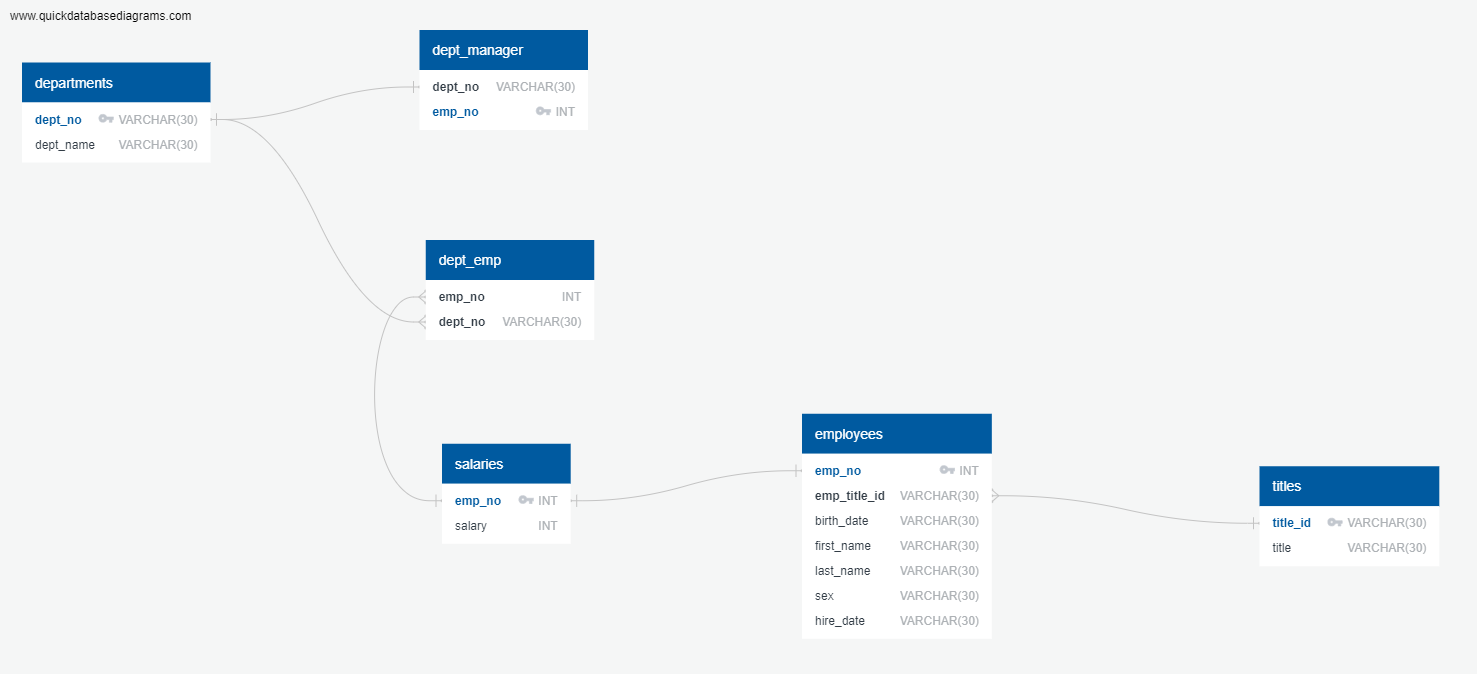 www.quickdatabasediagrams.com
departments
dept_no VARCHAR(30)
dept_name VARCHAR(30)
dept_manager
dept_no VARCHAR(30)
emp_no INT
dept_emp
emp_no INT
dept_no VARCHAR(30)
salaries
emp_no INT
salary INT
employees
emp_no INT
emp_title_id VARCHAR(30)
birth_date VARCHAR(30)
first_name VARCHAR(30)
last_name VARCHAR(30)
sex VARCHAR(30)
hire_date VARCHAR(30)
titles
title_id VARCHAR(30)
title VARCHAR(30)